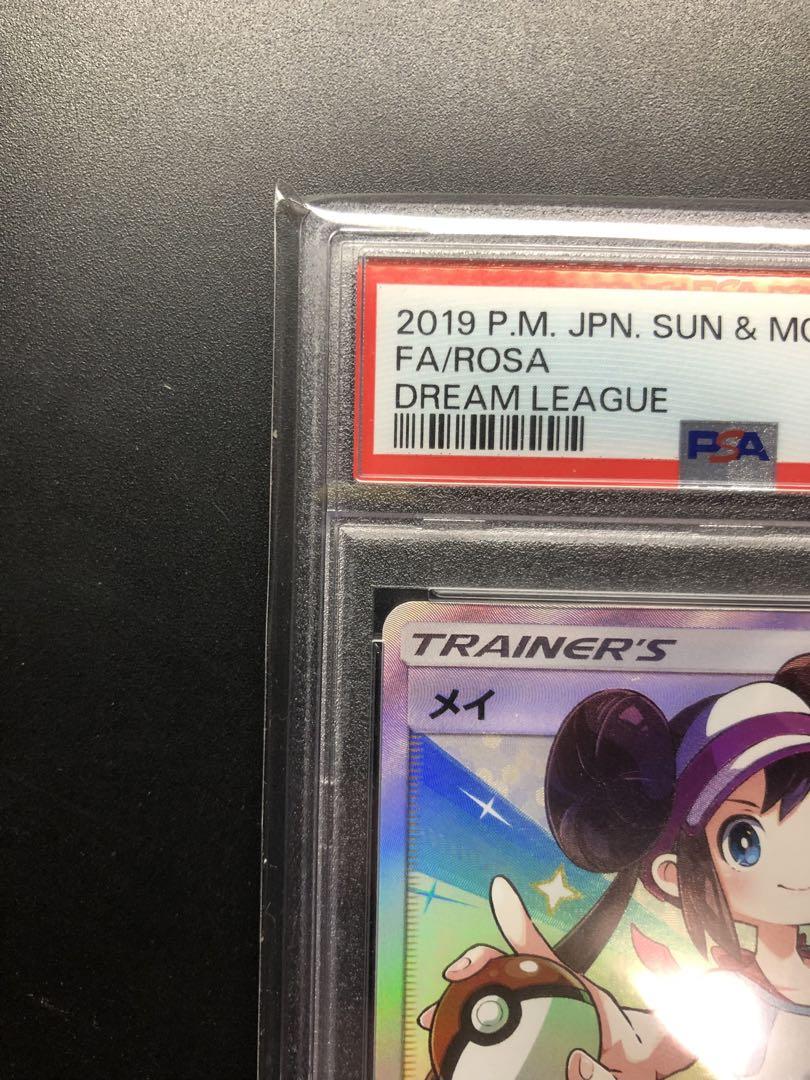 2019 P.M. JPN. SUN & MO
FA/ROSA
DREAM LEAGUE
PSA
TRAINER'S
メイ